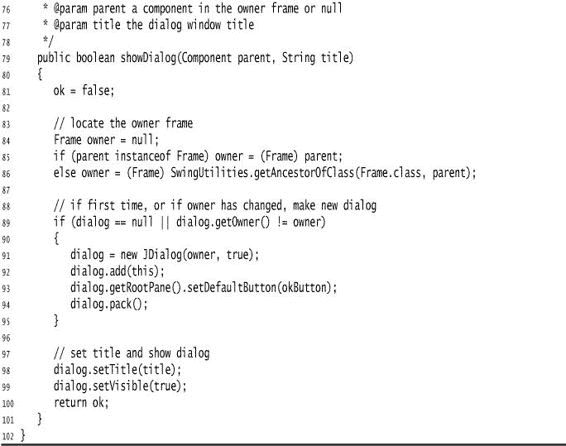 76     * @param parent a component in the owner frame or null
77     * @param title the dialog window title
78     */
79    public boolean showDialog(Component parent, String title)
80    {
81       ok = false;
82
83       // locate the owner frame
84       Frame owner = null;
85       if (parent instanceof Frame) owner = (Frame) parent;
86       else owner = (Frame) SwingUtilities.getAncestorOfClass(Frame.class, parent);
87
88       // if first time, or if owner has changed, make new dialog
89       if (dialog == null || dialog.getOwner() != owner)
90       {
91          dialog = new JDialog(owner, true);
92          dialog.add(this);
93          dialog.getRootPane().setDefaultButton(okButton);
94          dialog.pack();
95       }
96
97       // set title and show dialog
98       dialog.setTitle(title);
99       dialog.setVisible(true);
100       return ok;
101    }
102 }